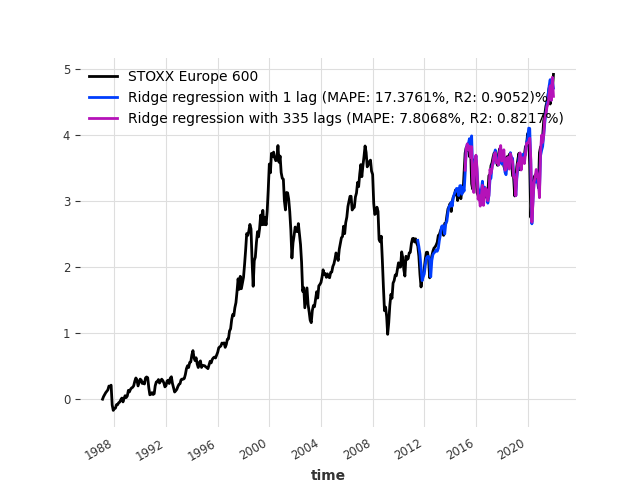 STOXX Europe 600
Ridge regression with 1 lag (MAPE: 17.3761%, R2: 0.9052)%
Ridge regression with 335 lags (MAPE: 7.8068%, R2: 0.8217%)
5
4
3
2
1
0
1988 1992 1996 2000 2004 2008 2012 2016 2020
time